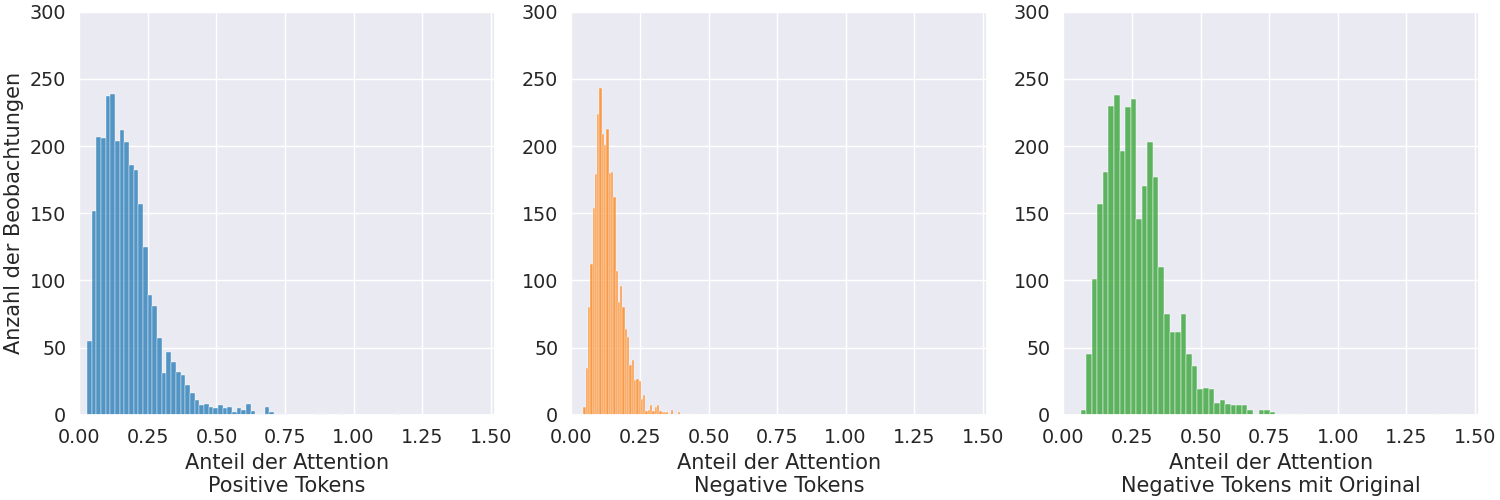 Anzahl der Beobachtungen
300
250
200
150
100
50
0
0.00 0.25 0.50 0.75 1.00 1.25 1.50
Anteil der Attention
Positive Tokens
300
250
200
150
100
50
0
0.00 0.25 0.50 0.75 1.00 1.25 1.50
Anteil der Attention
Negative Tokens
300
250
200
150
100
50
0
0.00 0.25 0.50 0.75 1.00 1.25 1.50
Anteil der Attention
Negative Tokens mit Original